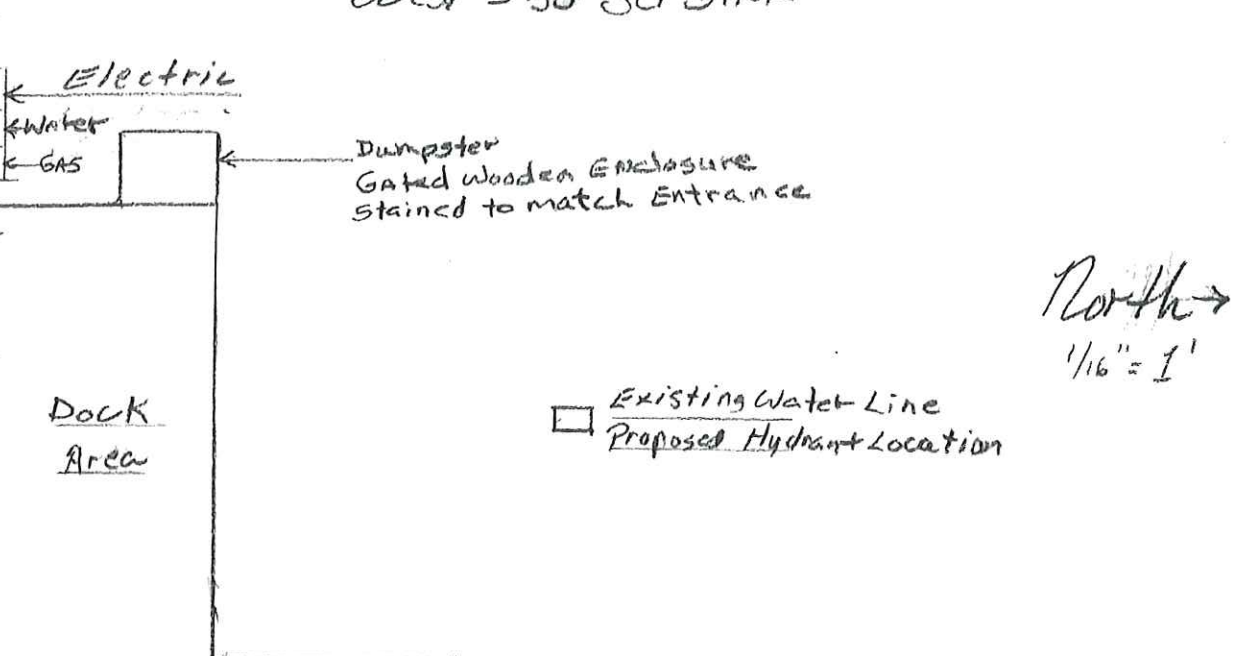 Electric
Water
GAS
Dumpster
Gated Wooden Enclosure
Stained to match Entrance
North
1/16" = 1'
Dock
Area
Existing Water Line
Proposed Hydrant Location